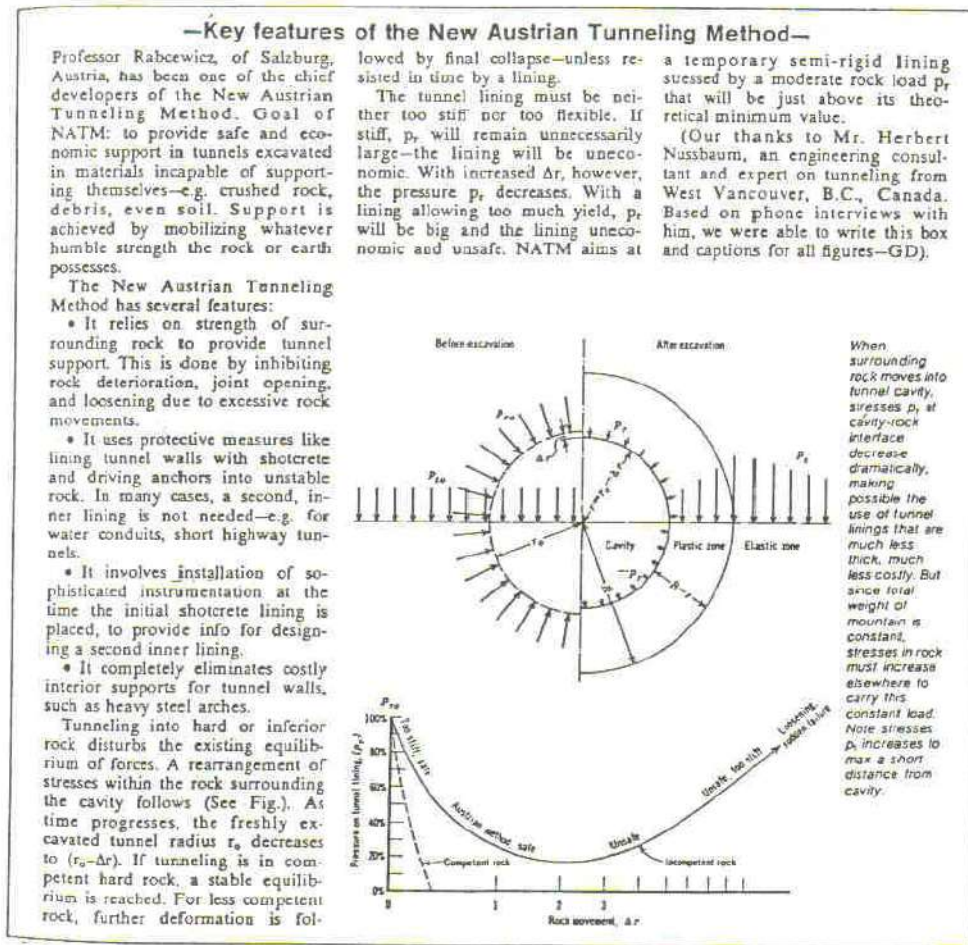 —Key features of the New Austrian Tunneling Method—
Professor Rabcewicz, of Salzburg,
Austria, has been one of the chief
developers of the New Austrian
Tunneling Method. Goal of
NATM: to provide safe and eco-
nomic support in tunnels excavated
in materials incapable of support-
ing themselves—e.g. crushed rock,
debris, even soil. Support is
achieved by mobilizing whatever
humble strength the rock or earth
possesses.
The New Austrian Tunneling
Method has several features:
• It relies on strength of sur-
rounding rock to provide tunnel
support. This is done by inhibiting
rock deterioration, joint opening,
and loosening due to excessive rock
movements.
• It uses protective measures like
lining tunnel walls with shotcrete
and driving anchors into unstable
rock. In many cases, a second, in-
ner lining is not needed—e.g. for
water conduits, short highway tun-
nels.
• It involves installation of so-
phisticated instrumentation at the
time the initial shotcrete lining is
placed, to provide info for design-
ing a second inner lining.
• It completely eliminates costly
interior supports for tunnel walls,
such as heavy steel arches.
Tunneling into hard or inferior
rock disturbs the existing equilib-
rium of forces. A rearrangement of
stresses within the rock surrounding
the cavity follows (See Fig.). As
time progresses, the freshly ex-
cavated tunnel radius r₀ decreases
to (r₀–Δr). If tunneling is in com-
petent hard rock, a stable equilib-
rium is reached. For less competent
rock, further deformation is fol-
lowed by final collapse—unless re-
sisted in time by a lining.
The tunnel lining must be nei-
ther too stiff nor too flexible. If
stiff, pᵣ will remain unnecessarily
large—the lining will be uneco-
nomic. With increased Δr, however,
the pressure pᵣ decreases. With a
lining allowing too much yield, pᵣ
will be big and the lining uneco-
nomic and unsafe. NATM aims at
a temporary semi-rigid lining
suessed by a moderate rock load pᵣ
that will be just above its theo-
retical minimum value.
(Our thanks to Mr. Herbert
Nussbaum, an engineering consul-
tant and expert on tunneling from
West Vancouver, B.C., Canada.
Based on phone interviews with
him, we were able to write this box
and captions for all figures—GD).
Before excavation
After excavation
pᵣ₀
pᵣ
Δr
pₜ₀
pₜ
r₀
Cavity
Plastic zone
Elastic zone
pᵣ
R
When
surrounding
rock moves into
tunnel cavity,
stresses pᵣ at
cavity-rock
interface
decrease
dramatically,
making
possible the
use of tunnel
linings that are
much less
thick, much
less costly. But
since total
weight of
mountain is
constant,
stresses in rock
must increase
elsewhere to
carry this
constant load.
Note stresses
pₜ increases to
max a short
distance from
cavity.
pᵣ₀
100%
80%
60%
40%
20%
0%
Pressure on tunnel lining, (pᵣ)
Too stiff, safe
Austrian method, safe
Unsafe
Unsafe, too stiff
Loosening,
sudden failure
Competent rock
Incompetent rock
0
1
2
3
Rock movement, Δr